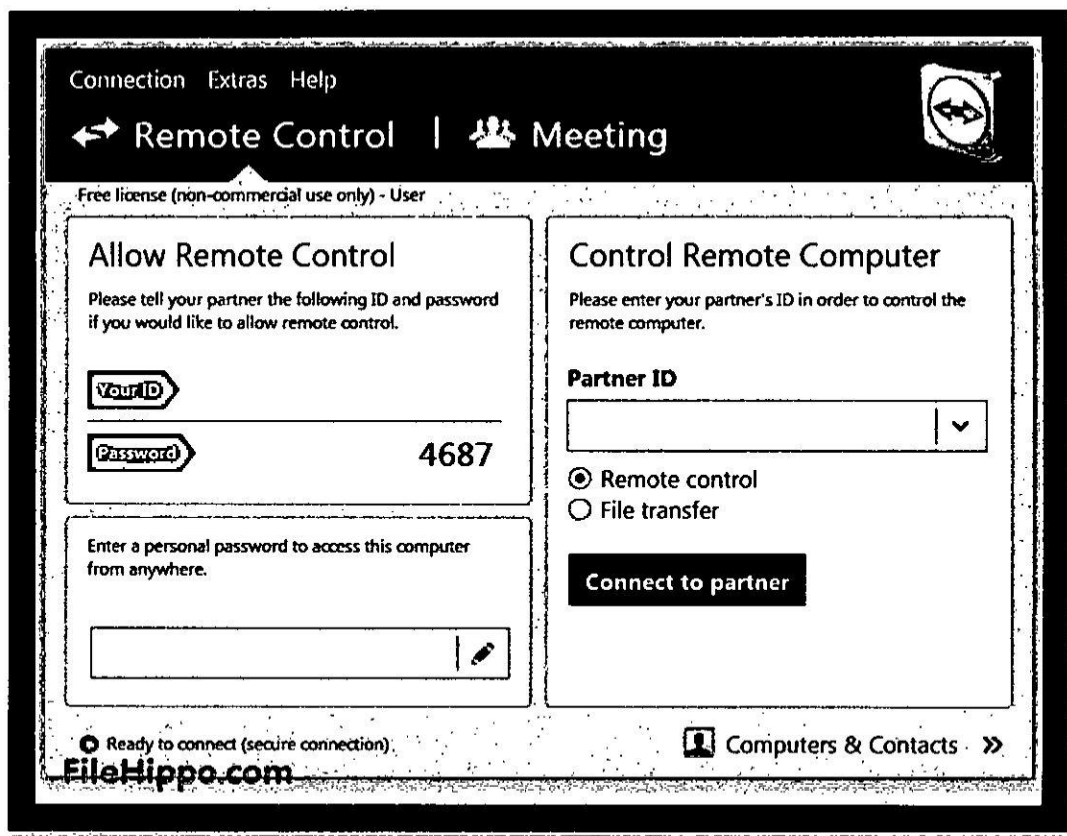 Connection Extras Help
Remote Control | Meeting
Free license (non-commercial use only) - User
Allow Remote Control
Please tell your partner the following ID and password
if you would like to allow remote control.
Your ID
Password 4687
Enter a personal password to access this computer
from anywhere.
Control Remote Computer
Please enter your partner's ID in order to control the
remote computer.
Partner ID
Remote control
File transfer
Connect to partner
Ready to connect (secure connection)
Computers & Contacts
FileHippo.com